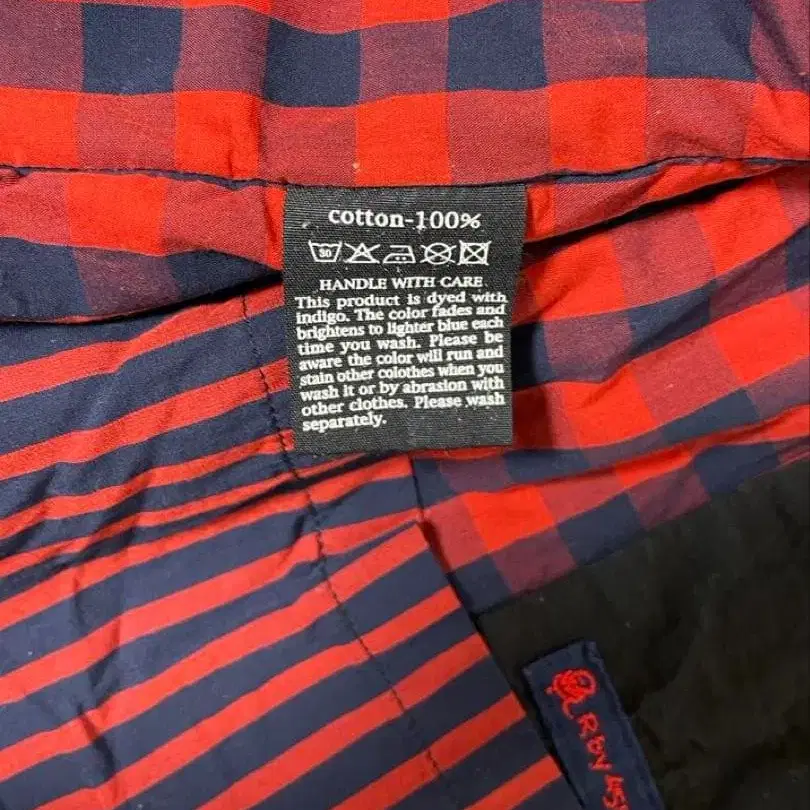 cotton-100%
30
HANDLE WITH CARE
This product is dyed with
indigo. The color fades and
brightens to lighter blue each
time you wash. Please be
aware the color will run and
stain other colothes when you
wash it or by abrasion with
other clothes. Please wash
separately.